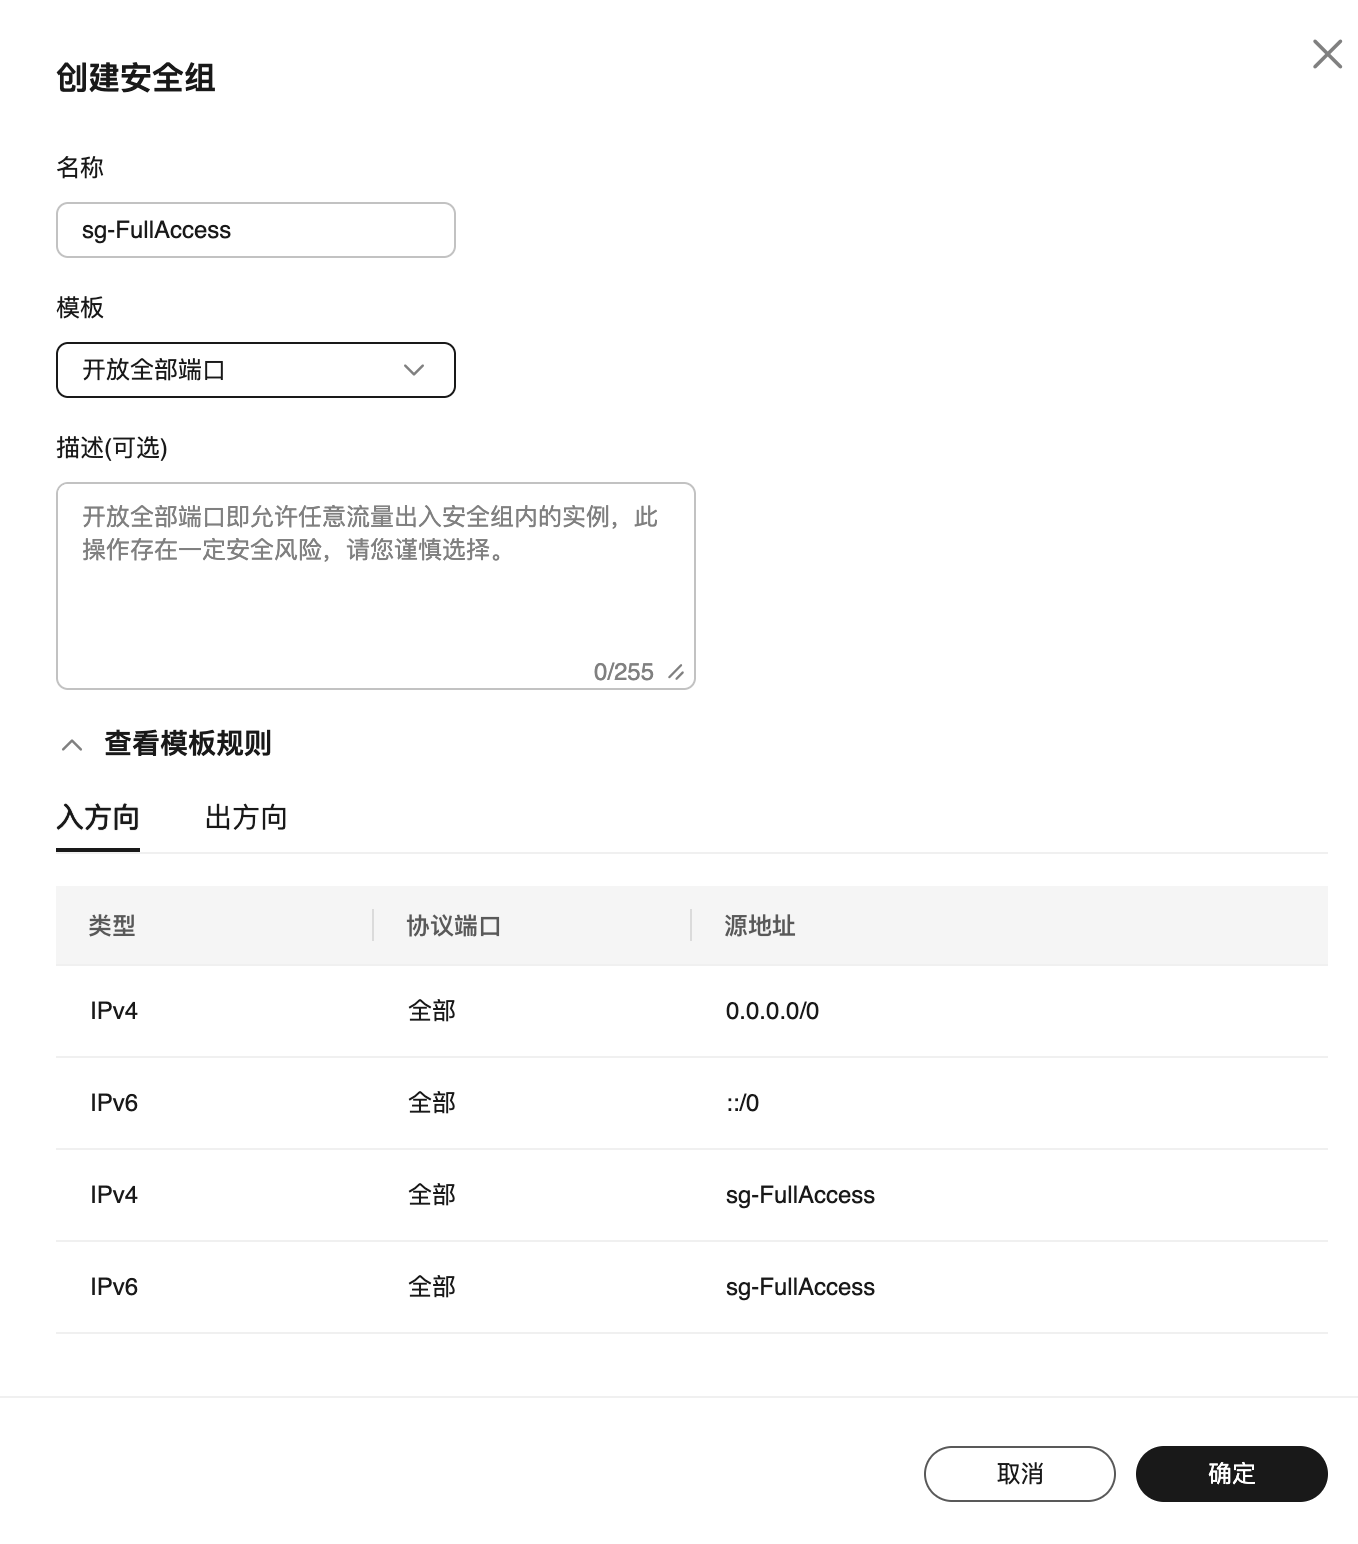 创建安全组
名称
sg-FullAccess
模板
开放全部端口
描述(可选)
开放全部端口即允许任意流量出入安全组内的实例，此
操作存在一定安全风险，请您谨慎选择。
0/255
查看模板规则
入方向 出方向
类型 协议端口 源地址
IPv4 全部 0.0.0.0/0
IPv6 全部 ::/0
IPv4 全部 sg-FullAccess
IPv6 全部 sg-FullAccess
取消 确定